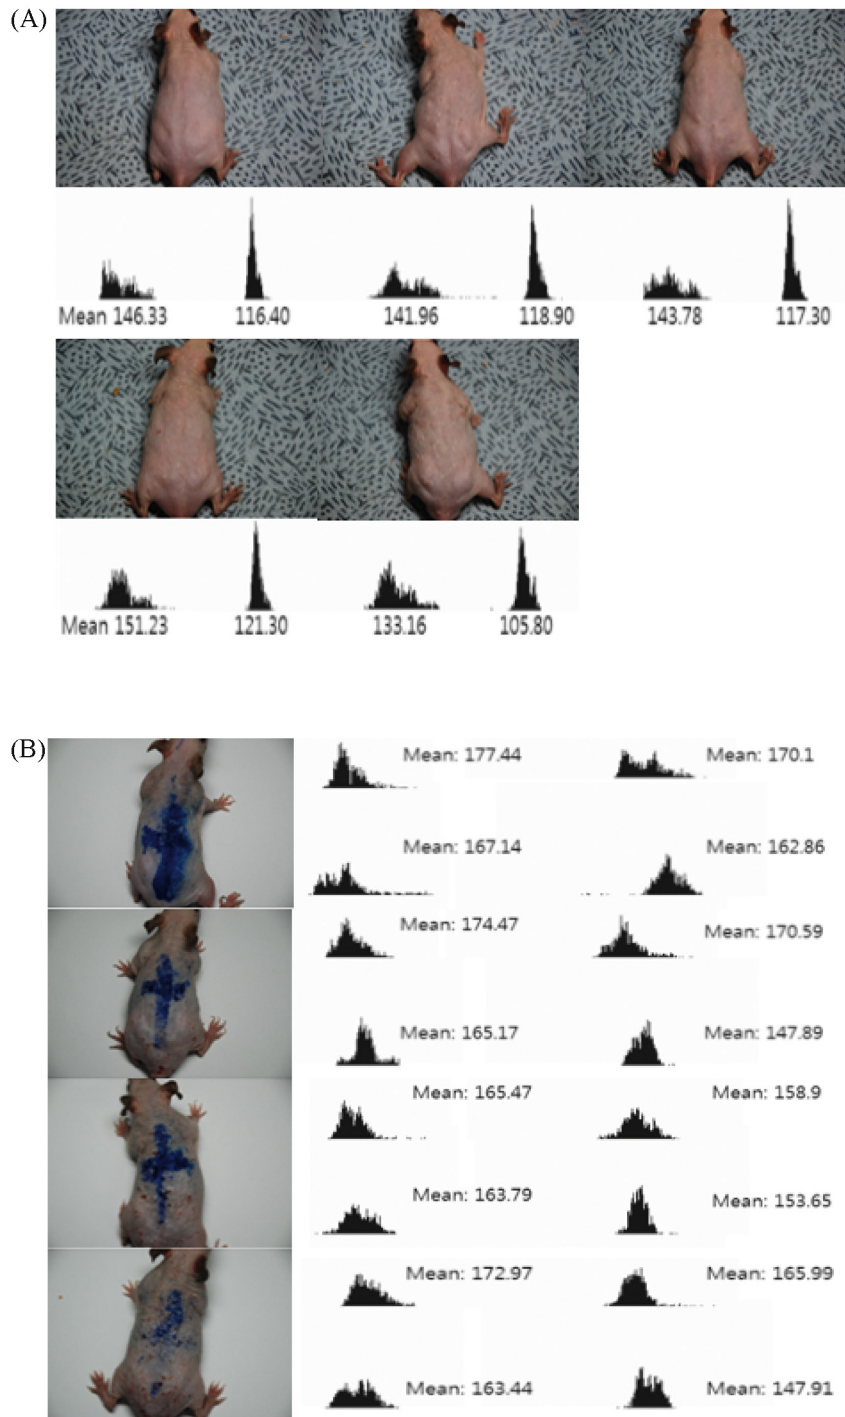 (A)
Mean 146.33 116.40 141.96 118.90 143.78 117.30
Mean 151.23 121.30 133.16 105.80
(B)
Mean: 177.44 Mean: 170.1
Mean: 167.14 Mean: 162.86
Mean: 174.47 Mean: 170.59
Mean: 165.17 Mean: 147.89
Mean: 165.47 Mean: 158.9
Mean: 163.79 Mean: 153.65
Mean: 172.97 Mean: 165.99
Mean: 163.44 Mean: 147.91